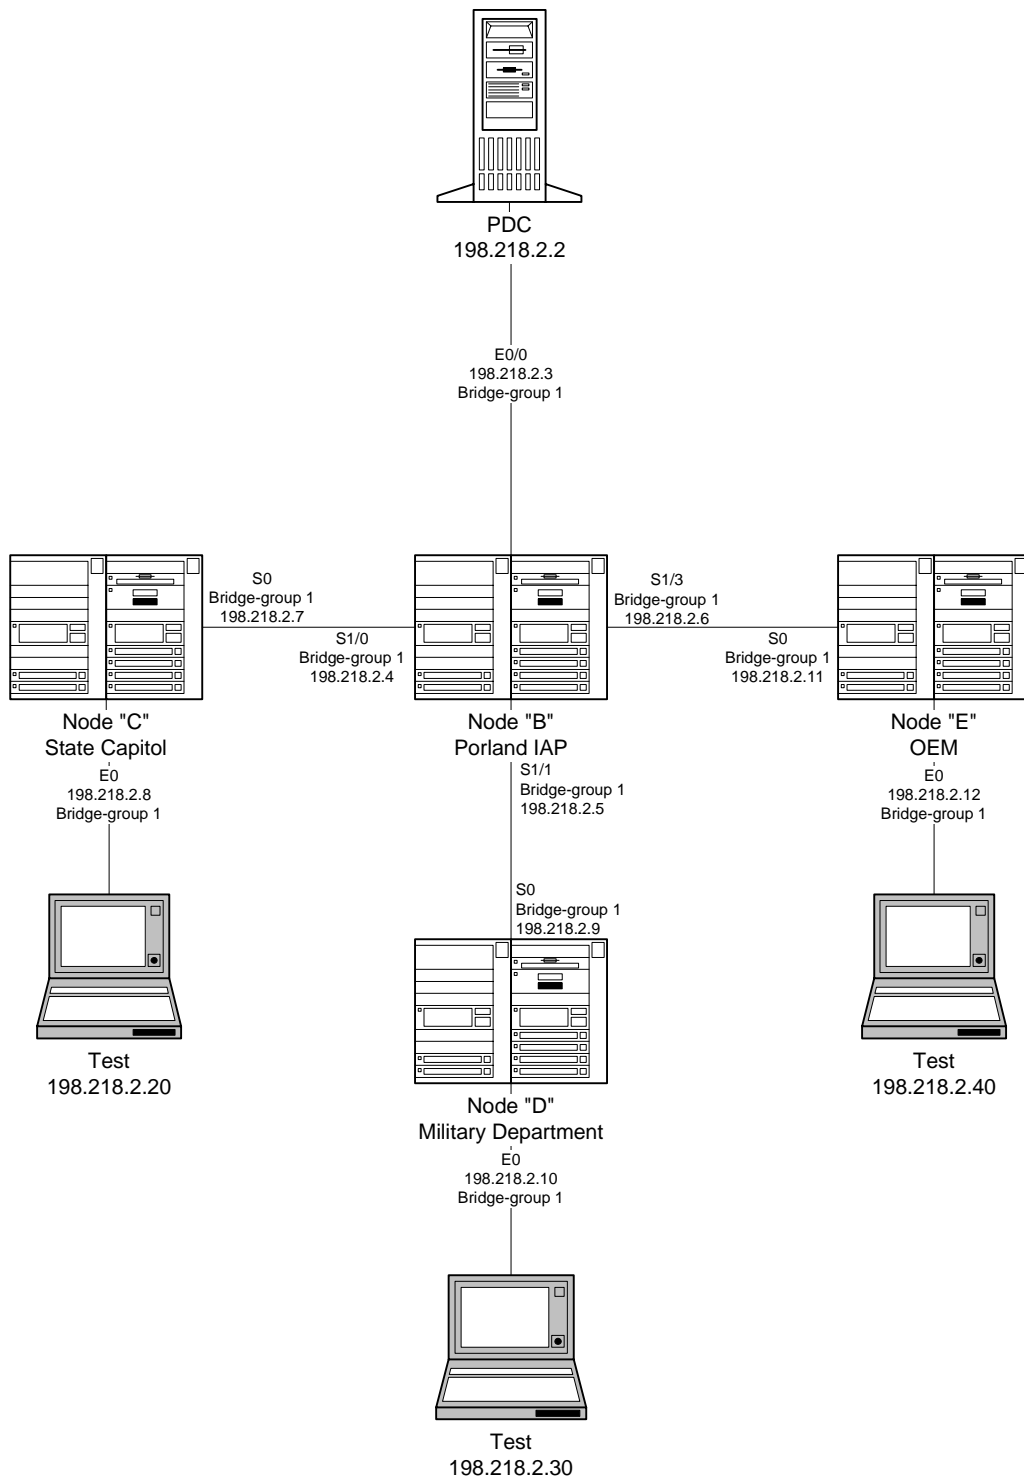 PDC
198.218.2.2
E0/0
198.218.2.3
Bridge-group 1
S0
Bridge-group 1
198.218.2.7
S1/0
Bridge-group 1
198.218.2.4
S1/3
Bridge-group 1
198.218.2.6
S0
Bridge-group 1
198.218.2.11
Node "C"
State Capitol
Node "B"
Porland IAP
Node "E"
OEM
E0
198.218.2.8
Bridge-group 1
S1/1
Bridge-group 1
198.218.2.5
E0
198.218.2.12
Bridge-group 1
S0
Bridge-group 1
198.218.2.9
Test
198.218.2.20
Test
198.218.2.40
Node "D"
Military Department
E0
198.218.2.10
Bridge-group 1
Test
198.218.2.30